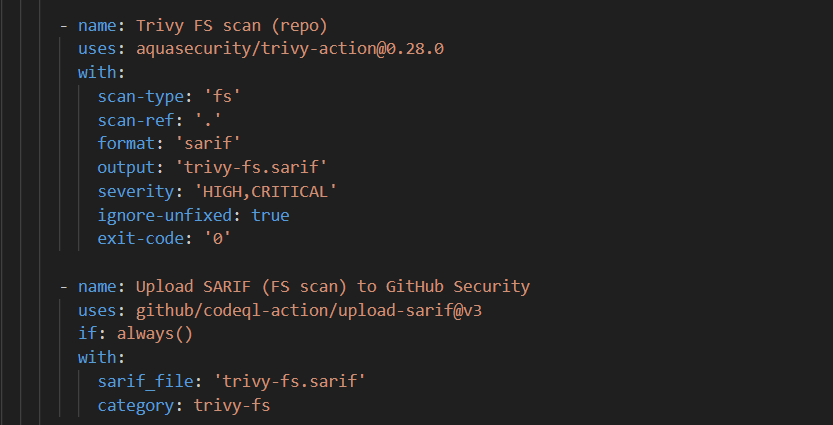 - name: Trivy FS scan (repo)
uses: aquasecurity/trivy-action@0.28.0
with:
scan-type: 'fs'
scan-ref: '.'
format: 'sarif'
output: 'trivy-fs.sarif'
severity: 'HIGH,CRITICAL'
ignore-unfixed: true
exit-code: '0'
- name: Upload SARIF (FS scan) to GitHub Security
uses: github/codeql-action/upload-sarif@v3
if: always()
with:
sarif_file: 'trivy-fs.sarif'
category: trivy-fs